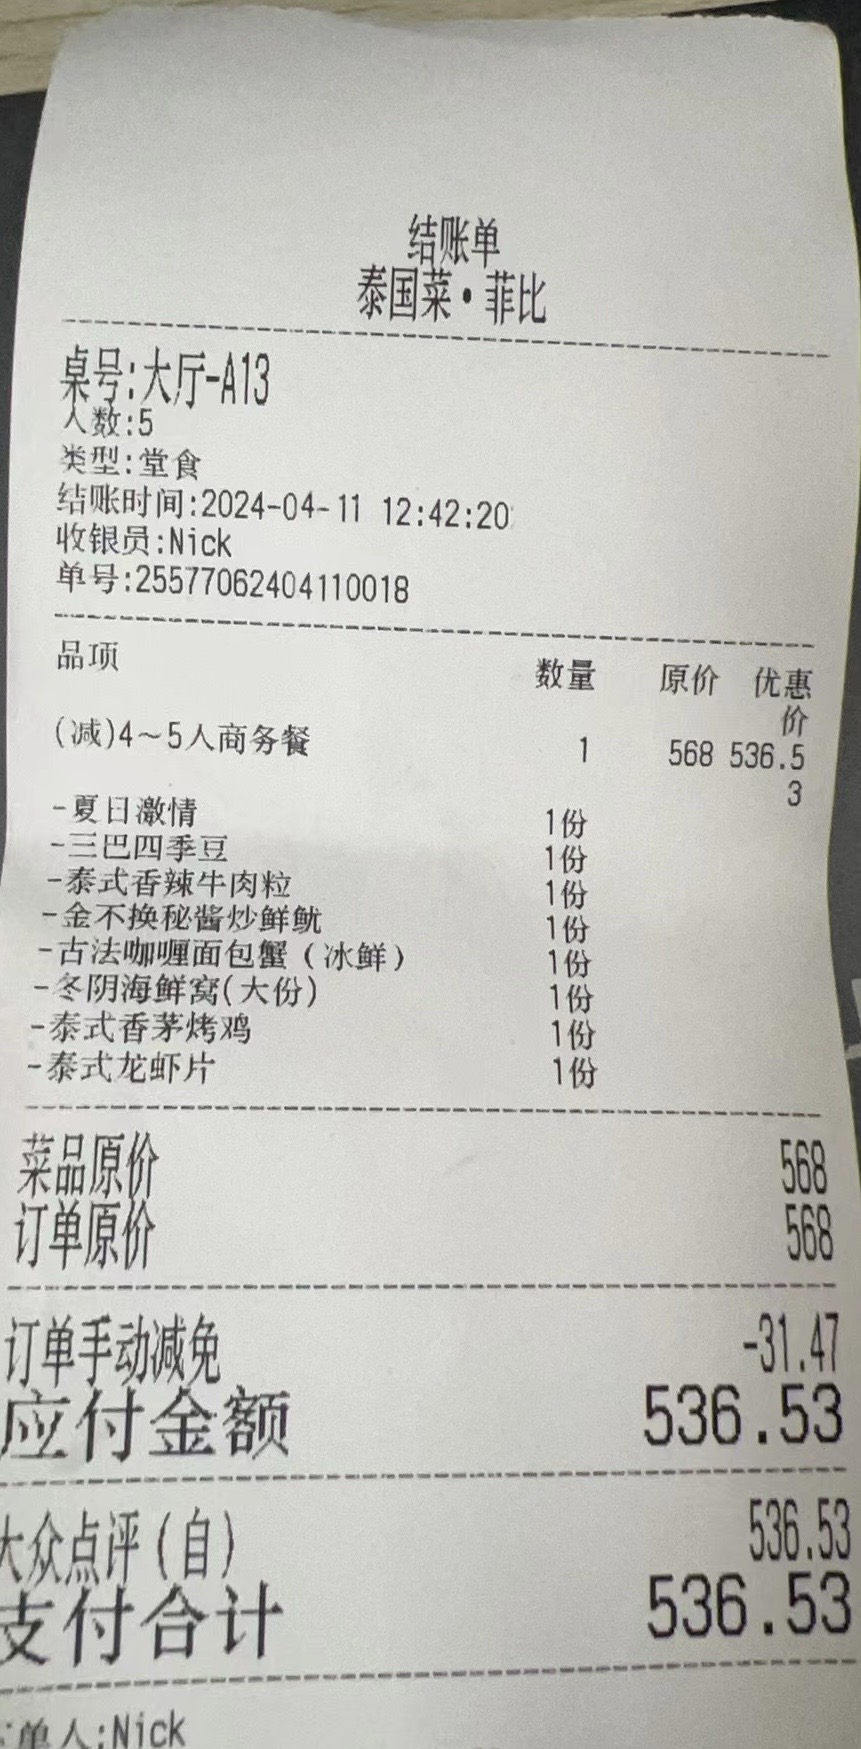 结账单
泰国菜·菲比
桌号:大厅-A13
人数:5
类型:堂食
结账时间:2024-04-11 12:42:20
收银员:Nick
单号:25577062404110018
品项 数量 原价 优惠价
(减)4~5人商务餐 1 568 536.53
-夏日激情 1份
-三巴四季豆 1份
-泰式香辣牛肉粒 1份
-金不换秘酱炒鲜鱿 1份
-古法咖喱面包蟹(冰鲜) 1份
-冬阴海鲜窝(大份) 1份
-泰式香茅烤鸡 1份
-泰式龙虾片 1份
菜品原价 568
订单原价 568
订单手动减免 -31.47
应付金额 536.53
大众点评(自) 536.53
支付合计 536.53
单人:Nick